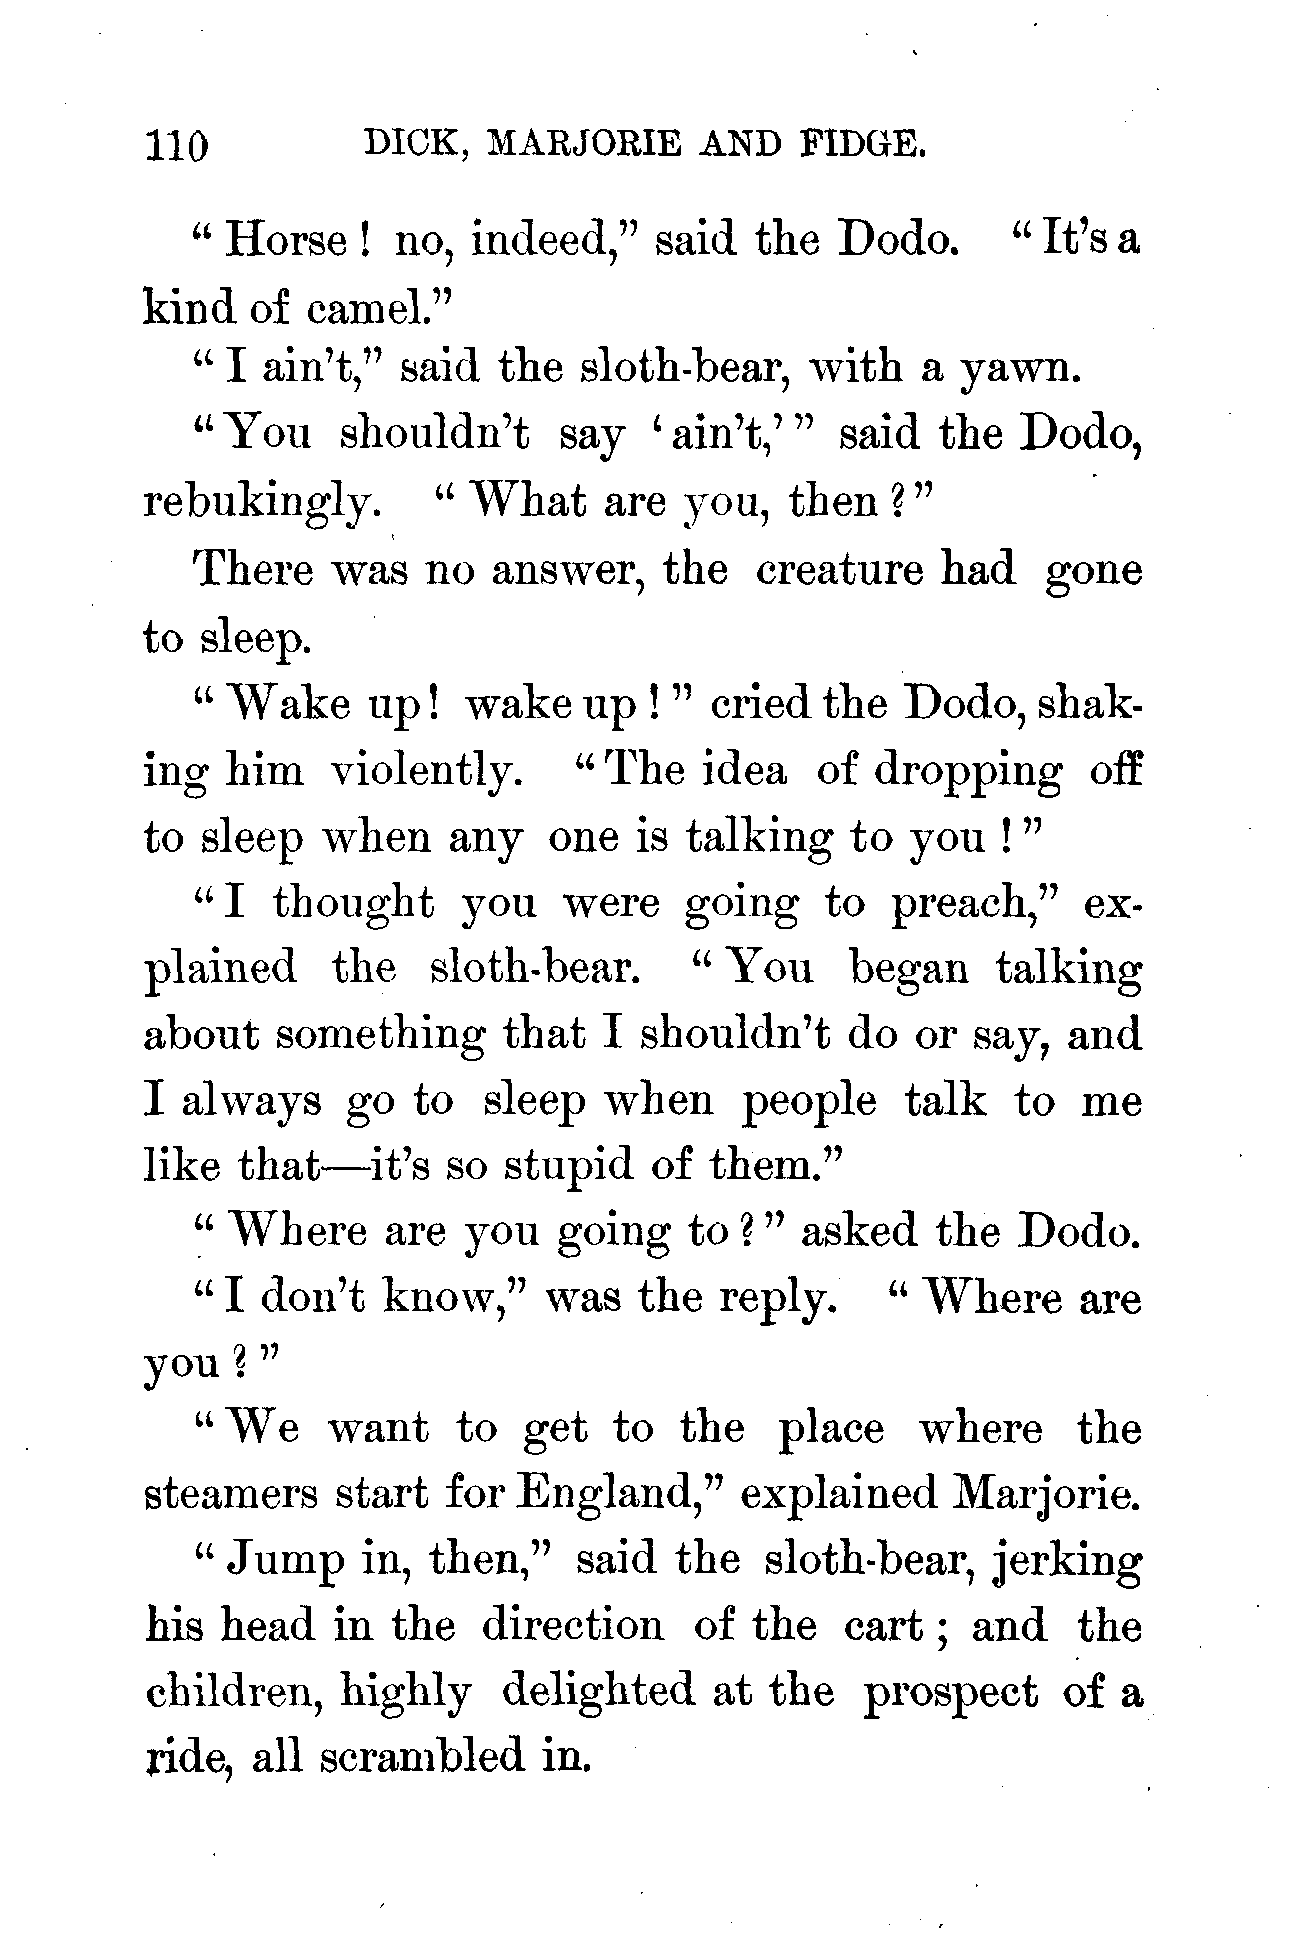 110 DICK, MARJORIE AND FIDGE.
“ Horse ! no, indeed,” said the Dodo. “ It’s a
kind of camel.”
“ I ain’t,” said the sloth-bear, with a yawn.
“ You shouldn’t say ‘ ain’t,’ ” said the Dodo,
rebukingly. “ What are you, then ? ”
There was no answer, the creature had gone
to sleep.
“ Wake up ! wake up ! ” cried the Dodo, shak-
ing him violently. “ The idea of dropping off
to sleep when any one is talking to you ! ”
“ I thought you were going to preach,” ex-
plained the sloth-bear. “ You began talking
about something that I shouldn’t do or say, and
I always go to sleep when people talk to me
like that—it’s so stupid of them.”
“ Where are you going to ? ” asked the Dodo.
“ I don’t know,” was the reply. “ Where are
you ? ”
“ We want to get to the place where the
steamers start for England,” explained Marjorie.
“ Jump in, then,” said the sloth-bear, jerking
his head in the direction of the cart ; and the
children, highly delighted at the prospect of a
ride, all scrambled in.